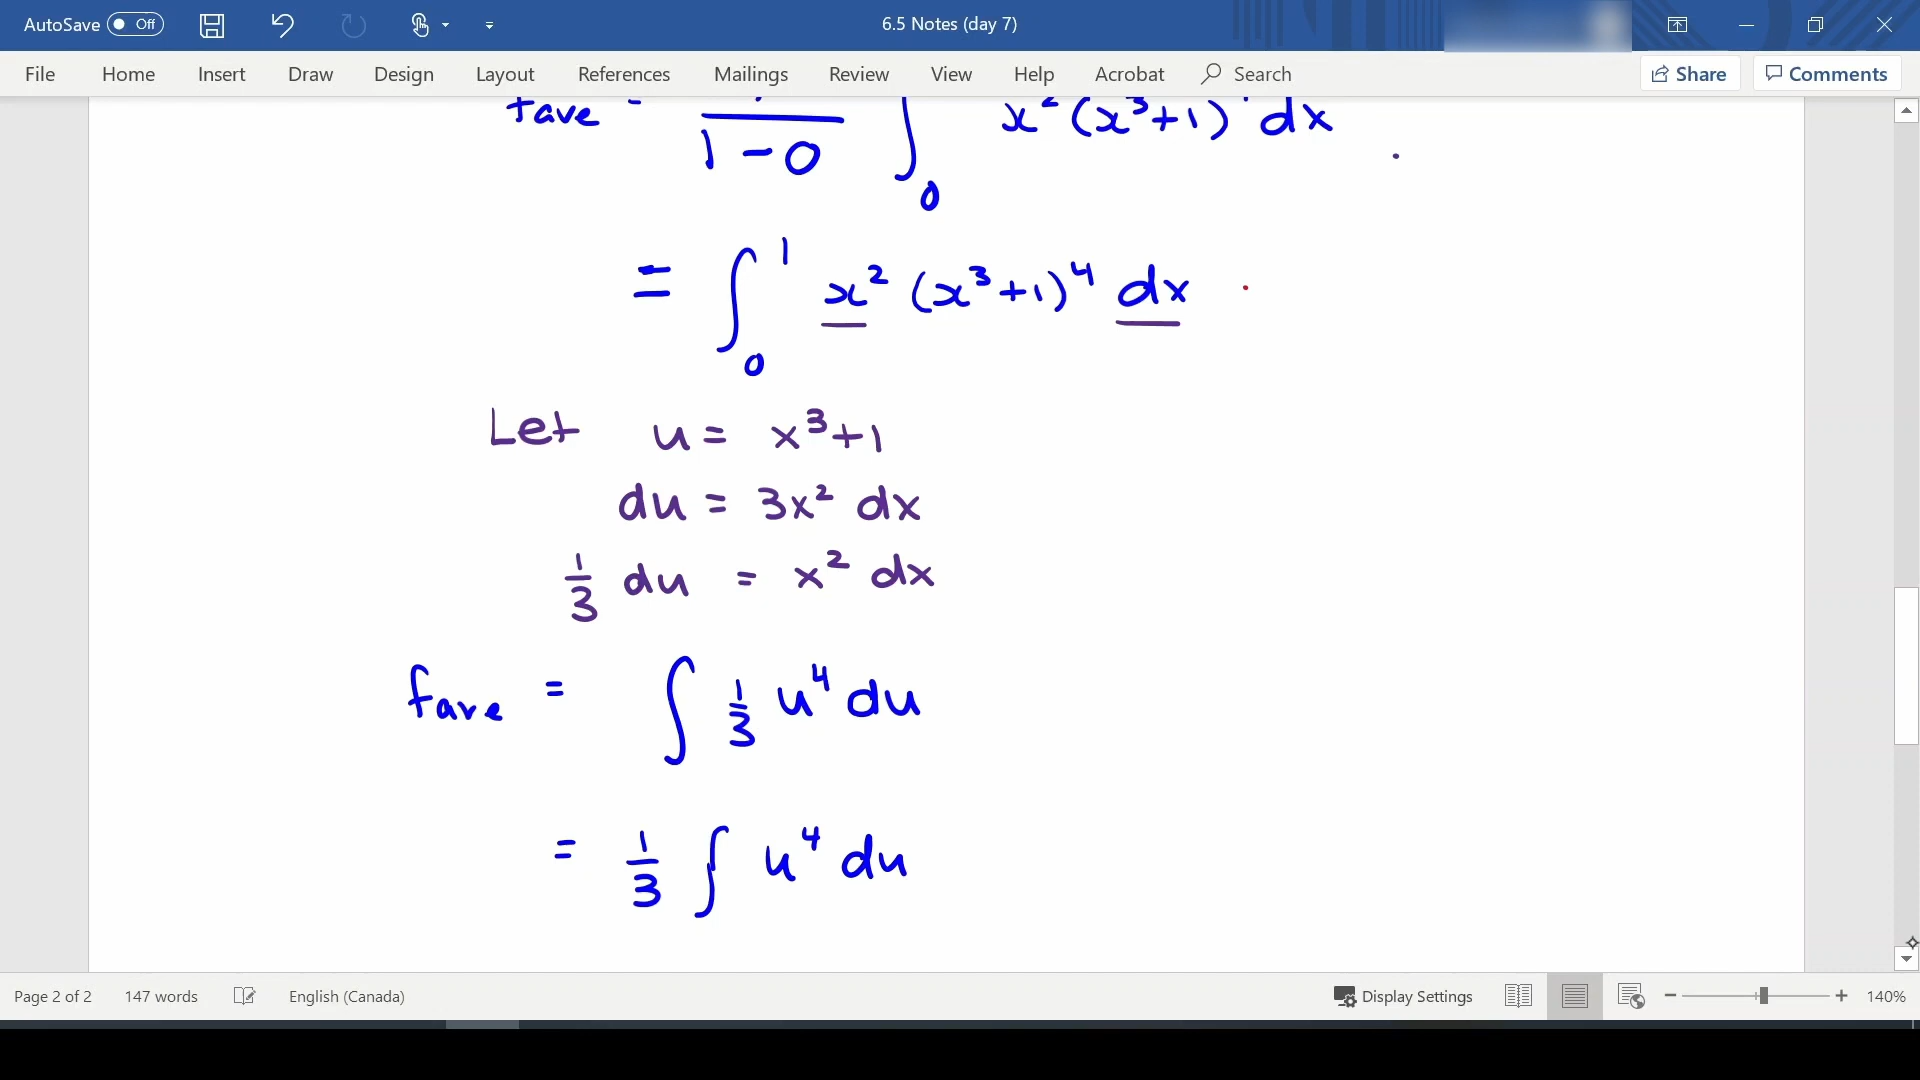 AutoSave Off 6.5 Notes (day 7)
File Home Insert Draw Design Layout References Mailings Review View Help Acrobat Search Share Comments
fave = 1-0 ∫ 0 x² (x³+1) dx
= ∫₀¹ x² (x³+1)⁴ dx
Let u = x³+1
du = 3x² dx
1/3 du = x² dx
fave = ∫ 1/3 u⁴ du
= 1/3 ∫ u⁴ du
Page 2 of 2 147 words English (Canada) Display Settings 140%